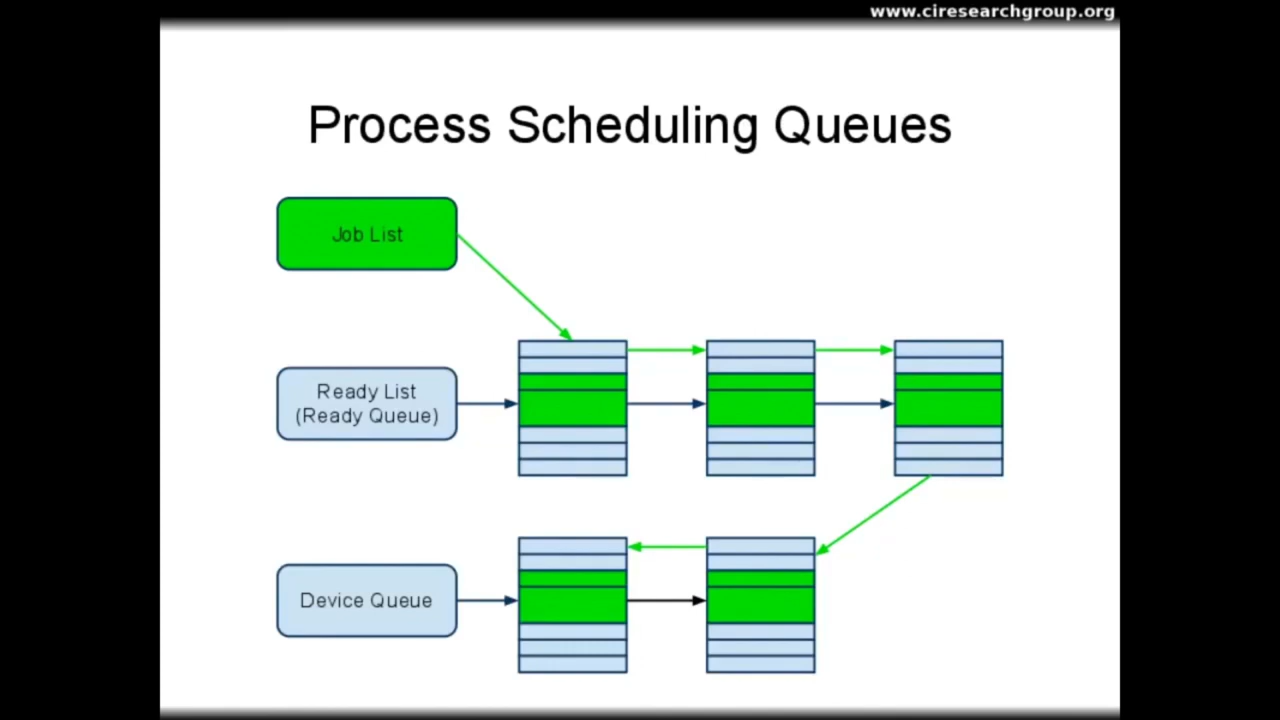 www.ciresearchgroup.org
Process Scheduling Queues
Job List
Ready List
(Ready Queue)
Device Queue